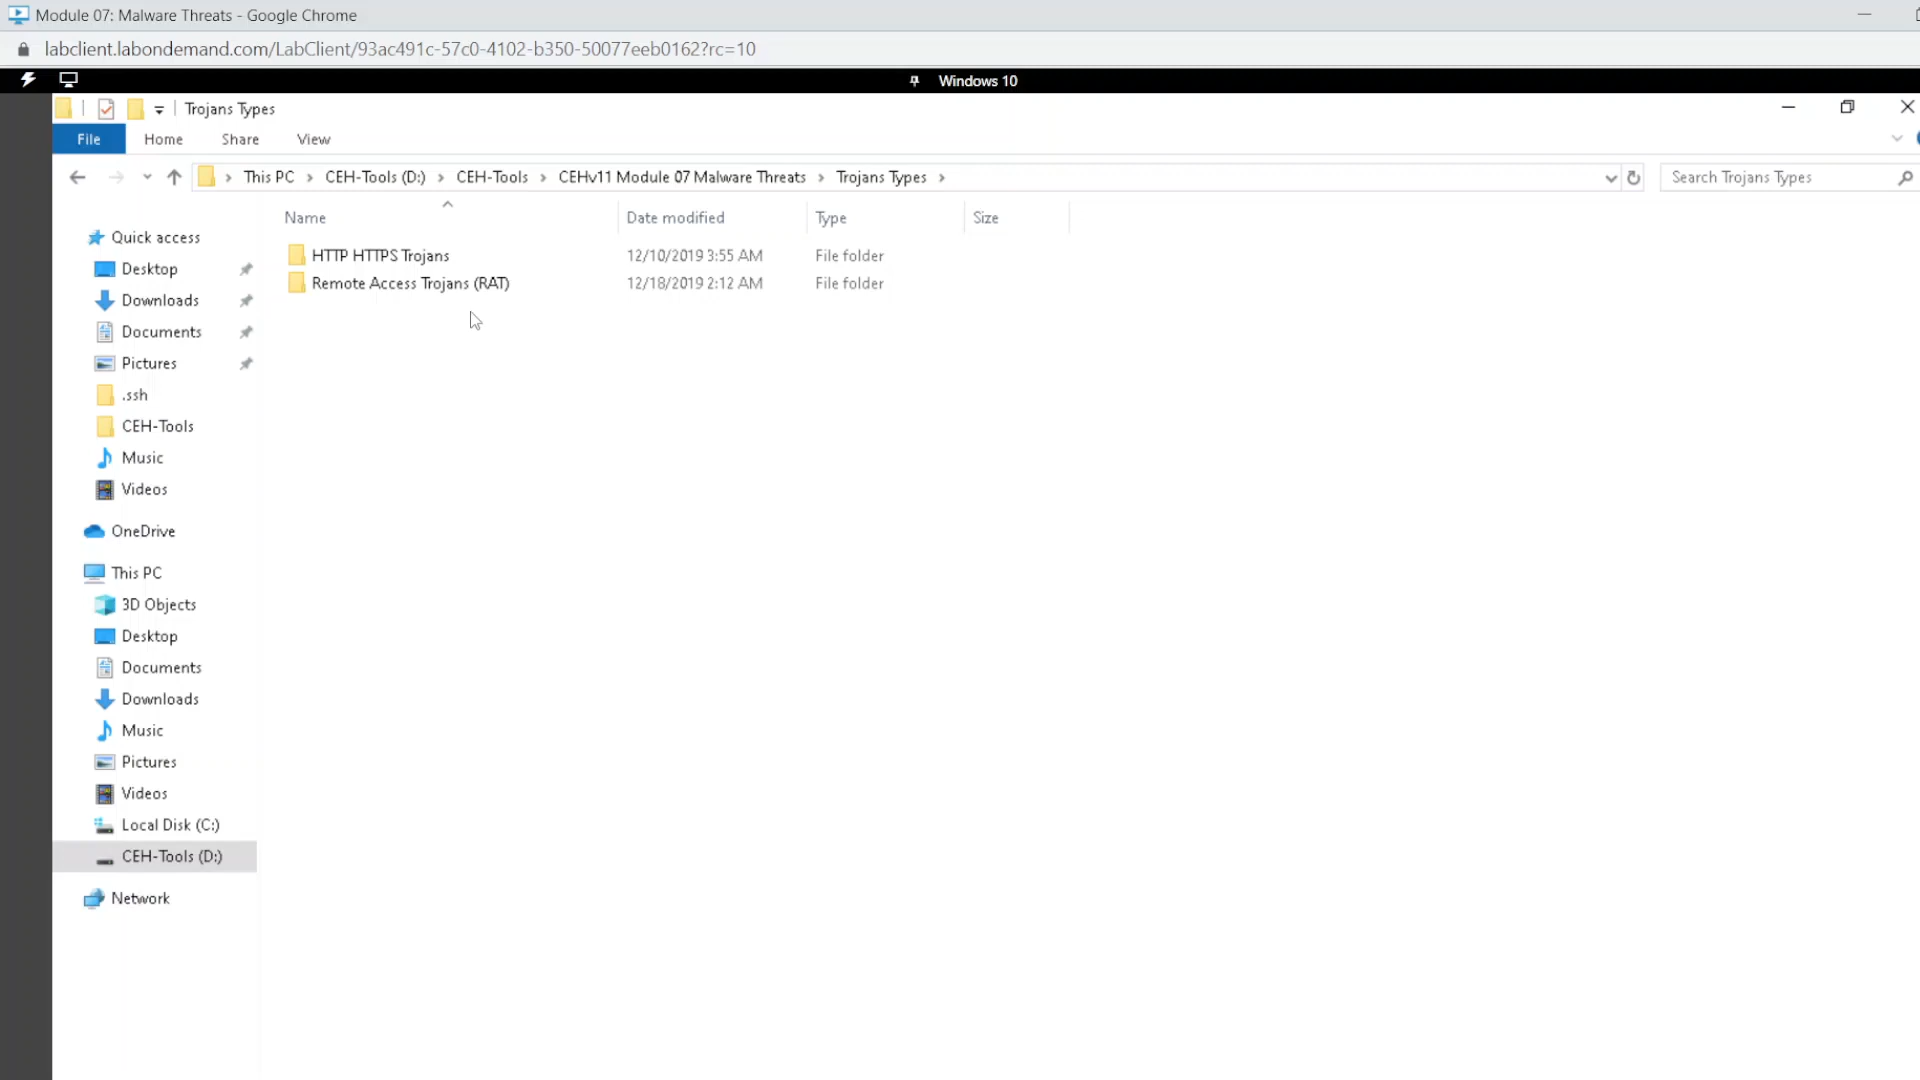 Module 07: Malware Threats - Google Chrome
labclient.labondemand.com/LabClient/93ac491c-57c0-4102-b350-50077eeb0162?rc=10
Windows 10
Trojans Types
File Home Share View
This PC > CEH-Tools (D:) > CEH-Tools > CEHv11 Module 07 Malware Threats > Trojans Types >
Search Trojans Types
Name Date modified Type Size
HTTP HTTPS Trojans 12/10/2019 3:55 AM File folder
Remote Access Trojans (RAT) 12/18/2019 2:12 AM File folder
Quick access
Desktop
Downloads
Documents
Pictures
.ssh
CEH-Tools
Music
Videos
OneDrive
This PC
3D Objects
Desktop
Documents
Downloads
Music
Pictures
Videos
Local Disk (C:)
CEH-Tools (D:)
Network